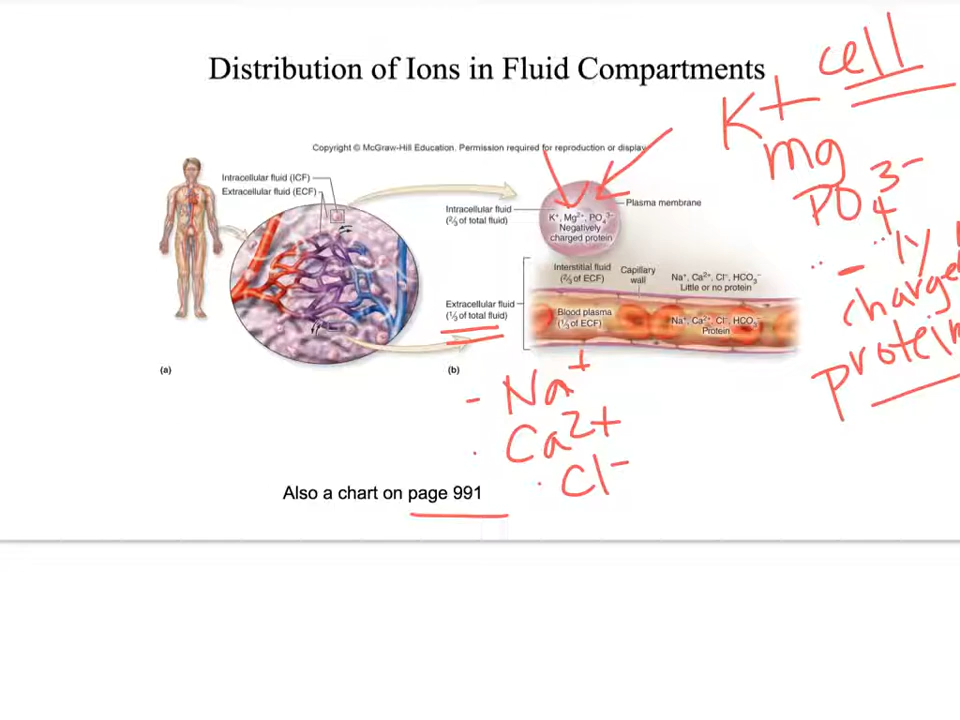 Distribution of Ions in Fluid Compartments
cell
K+
mg
PO₄³⁻
- ly
charged
protein
Copyright © McGraw-Hill Education. Permission required for reproduction or display
Intracellular fluid (ICF)
Extracellular fluid (ECF)
Intracellular fluid
(⅔ of total fluid)
K⁺, Mg²⁺, PO₄³⁻
Negatively
charged protein
Plasma membrane
Interstitial fluid
(⅔ of ECF)
Capillary
wall
Na⁺, Ca²⁺, Cl⁻, HCO₃⁻
Little or no protein
Extracellular fluid
(⅓ of total fluid)
Blood plasma
(⅓ of ECF)
Na⁺, Ca²⁺, Cl⁻, HCO₃⁻
Protein
(a)
(b)
- Na⁺
Ca²⁺
Cl⁻
Also a chart on page 991